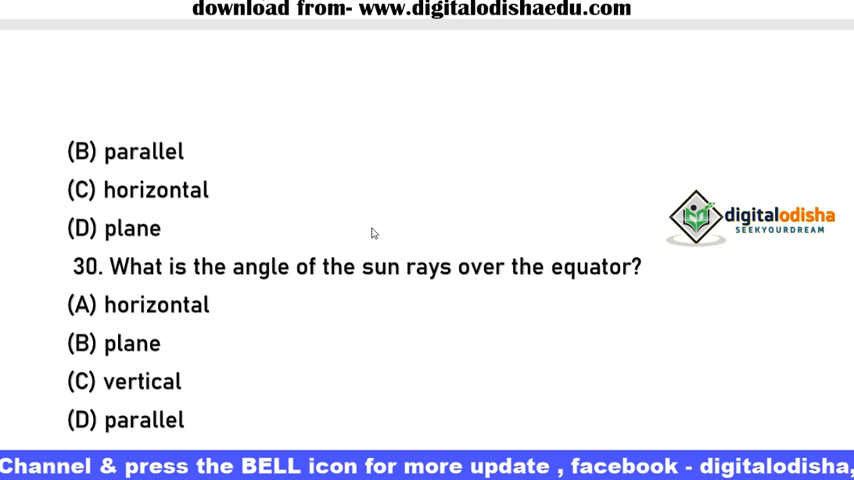 download from- www.digitalodishaedu.com
(B) parallel
(C) horizontal
(D) plane
digitalodisha
SEEKYOURDREAM
30. What is the angle of the sun rays over the equator?
(A) horizontal
(B) plane
(C) vertical
(D) parallel
Channel & press the BELL icon for more update , facebook - digitalodisha,